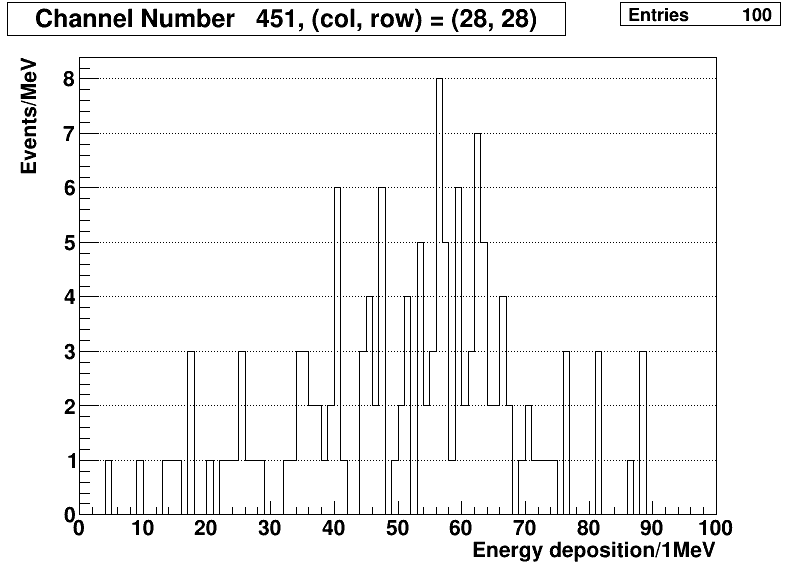 Channel Number 451, (col, row) = (28, 28)
Entries 100
Events/MeV
8
7
6
5
4
3
2
1
0
0 10 20 30 40 50 60 70 80 90 100
Energy deposition/1MeV